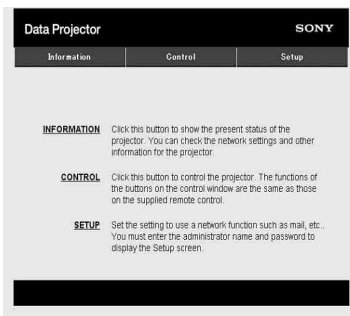 Data Projector SONY
Information Control Setup
INFORMATION Click this button to show the present status of the
projector. You can check the network settings and other
information for the projector.
CONTROL Click this button to control the projector. The functions of
the buttons on the control window are the same as those
on the supplied remote control.
SETUP Set the setting to use a network function such as mail, etc..
You must enter the administrator name and password to
display the Setup screen.